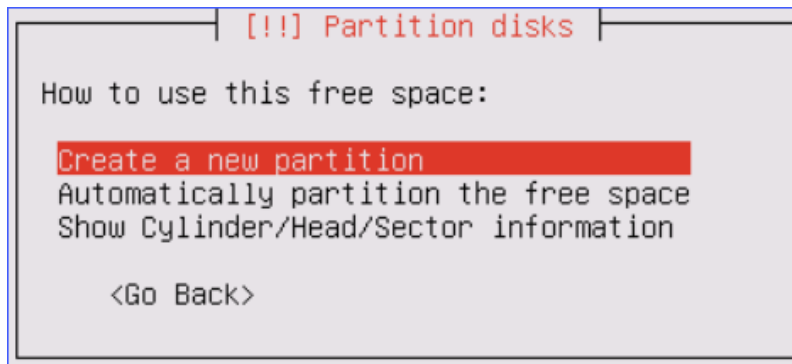 [!!] Partition disks
How to use this free space:
Create a new partition
Automatically partition the free space
Show Cylinder/Head/Sector information
<Go Back>